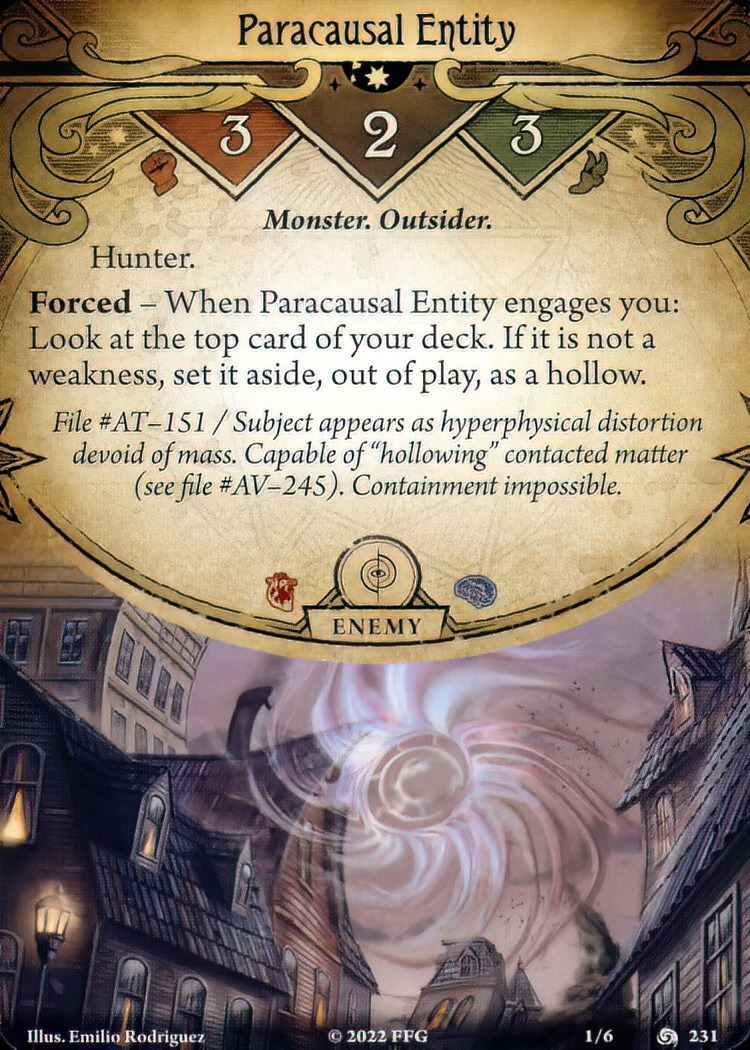 Paracausal Entity
3 2 3
Monster. Outsider.
Hunter.
Forced – When Paracausal Entity engages you:
Look at the top card of your deck. If it is not a
weakness, set it aside, out of play, as a hollow.
File #AT–151 / Subject appears as hyperphysical distortion
devoid of mass. Capable of “hollowing” contacted matter
(see file #AV–245). Containment impossible.
ENEMY
Illus. Emilio Rodriguez © 2022 FFG 1/6 231